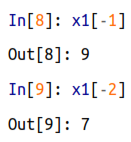 In[8]: x1[-1]
Out[8]: 9
In[9]: x1[-2]
Out[9]: 7